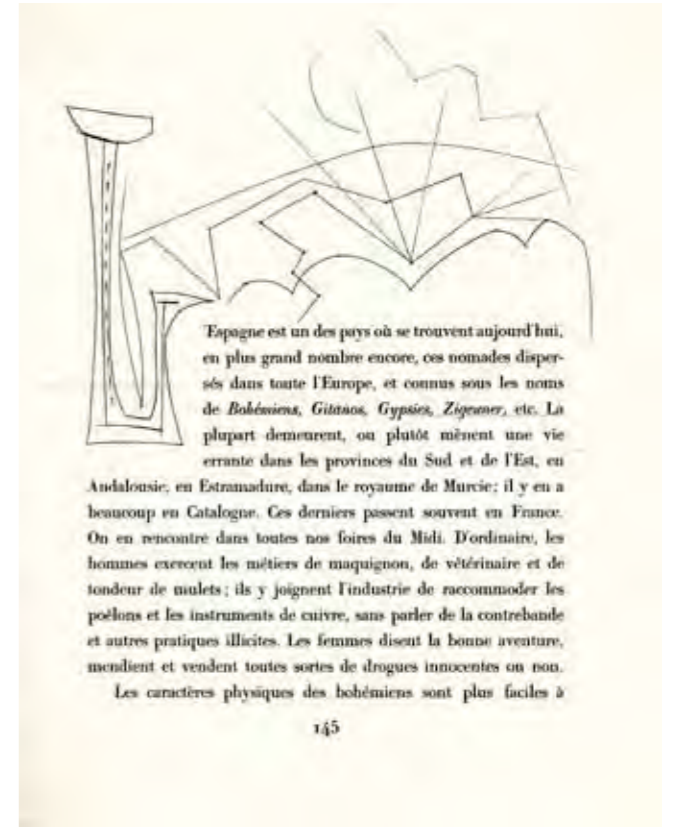 L'Espagne est un des pays où se trouvent aujourd'hui,
en plus grand nombre encore, ces nomades disper-
sés dans toute l'Europe, et connus sous les noms
de Bohémiens, Gitanos, Gypsies, Zigeuner, etc. La
plupart demeurent, ou plutôt mènent une vie
errante dans les provinces du Sud et de l'Est, en
Andalousie, en Estramadure, dans le royaume de Murcie; il y en a
beaucoup en Catalogne. Ces derniers passent souvent en France.
On en rencontre dans toutes nos foires du Midi. D'ordinaire, les
hommes exercent les métiers de maquignon, de vétérinaire et de
tondeur de mulets; ils y joignent l'industrie de raccommoder les
poêlons et les instruments de cuivre, sans parler de la contrebande
et autres pratiques illicites. Les femmes disent la bonne aventure,
mendient et vendent toutes sortes de drogues innocentes ou non.
Les caractères physiques des bohémiens sont plus faciles à
145